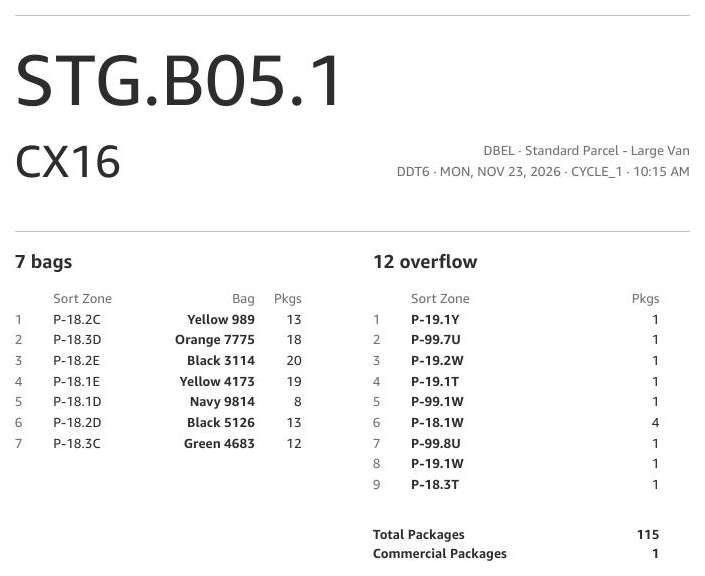 STG.B05.1
CX16
DBEL · Standard Parcel - Large Van
DDT6 · MON, NOV 23, 2026 · CYCLE_1 · 10:15 AM
7 bags
Sort Zone Bag Pkgs
1 P-18.2C Yellow 989 13
2 P-18.3D Orange 7775 18
3 P-18.2E Black 3114 20
4 P-18.1E Yellow 4173 19
5 P-18.1D Navy 9814 8
6 P-18.2D Black 5126 13
7 P-18.3C Green 4683 12
12 overflow
Sort Zone Pkgs
1 P-19.1Y 1
2 P-99.7U 1
3 P-19.2W 1
4 P-19.1T 1
5 P-99.1W 1
6 P-18.1W 4
7 P-99.8U 1
8 P-19.1W 1
9 P-18.3T 1
Total Packages 115
Commercial Packages 1